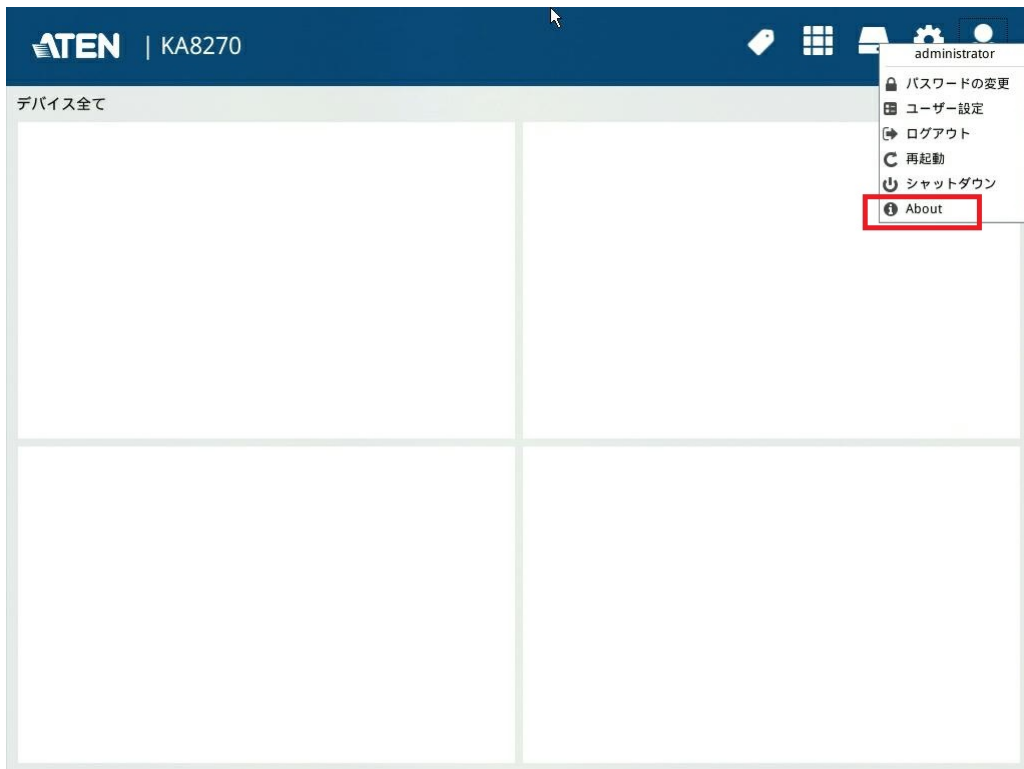 ATEN | KA8270
administrator
デバイス全て
パスワードの変更
ユーザー設定
ログアウト
再起動
シャットダウン
About